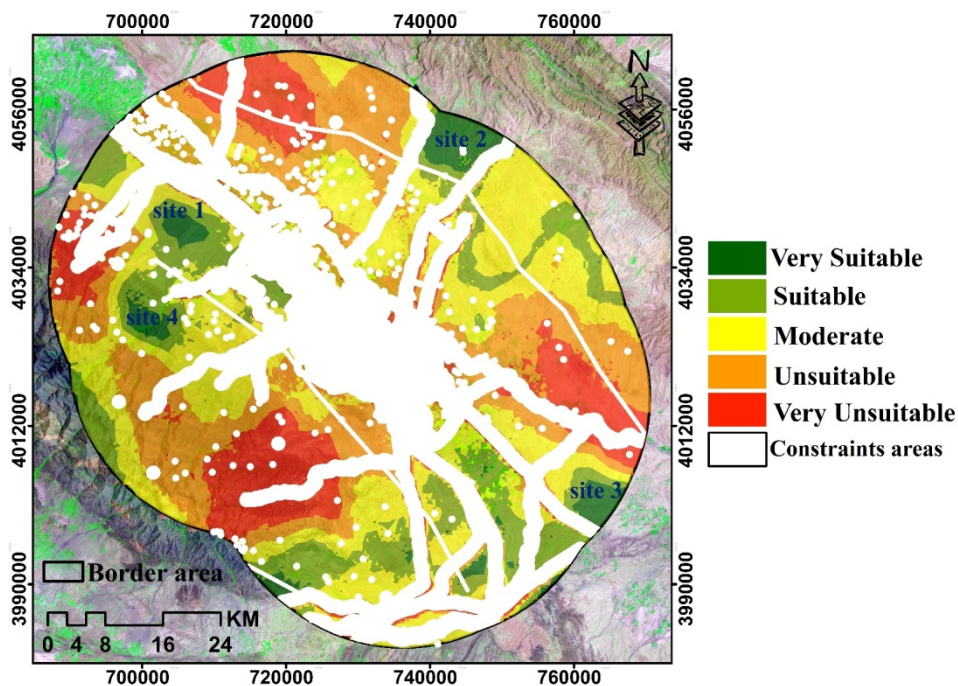 700000 720000 740000 760000
N
4056000
4034000
4012000
3990000
4056000
4034000
4012000
3990000
site 2
site 1
site 4
site 3
Border area
KM
0 4 8 16 24
700000 720000 740000 760000
Very Suitable
Suitable
Moderate
Unsuitable
Very Unsuitable
Constraints areas